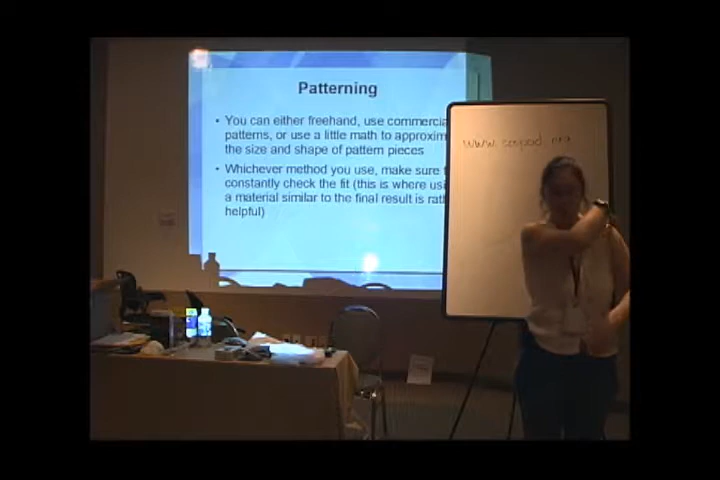 Patterning
• You can either freehand, use commercia
patterns, or use a little math to approxim
the size and shape of pattern pieces
• Whichever method you use, make sure
constantly check the fit (this is where usi
a material similar to the final result is rat
helpful)
www.